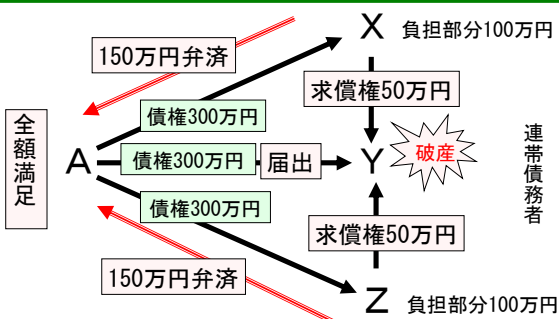 X 負担部分100万円
150万円弁済
求償権50万円
債権300万円
全額満足
A
債権300万円
届出
Y
破産
連帯債務者
債権300万円
求償権50万円
150万円弁済
Z 負担部分100万円